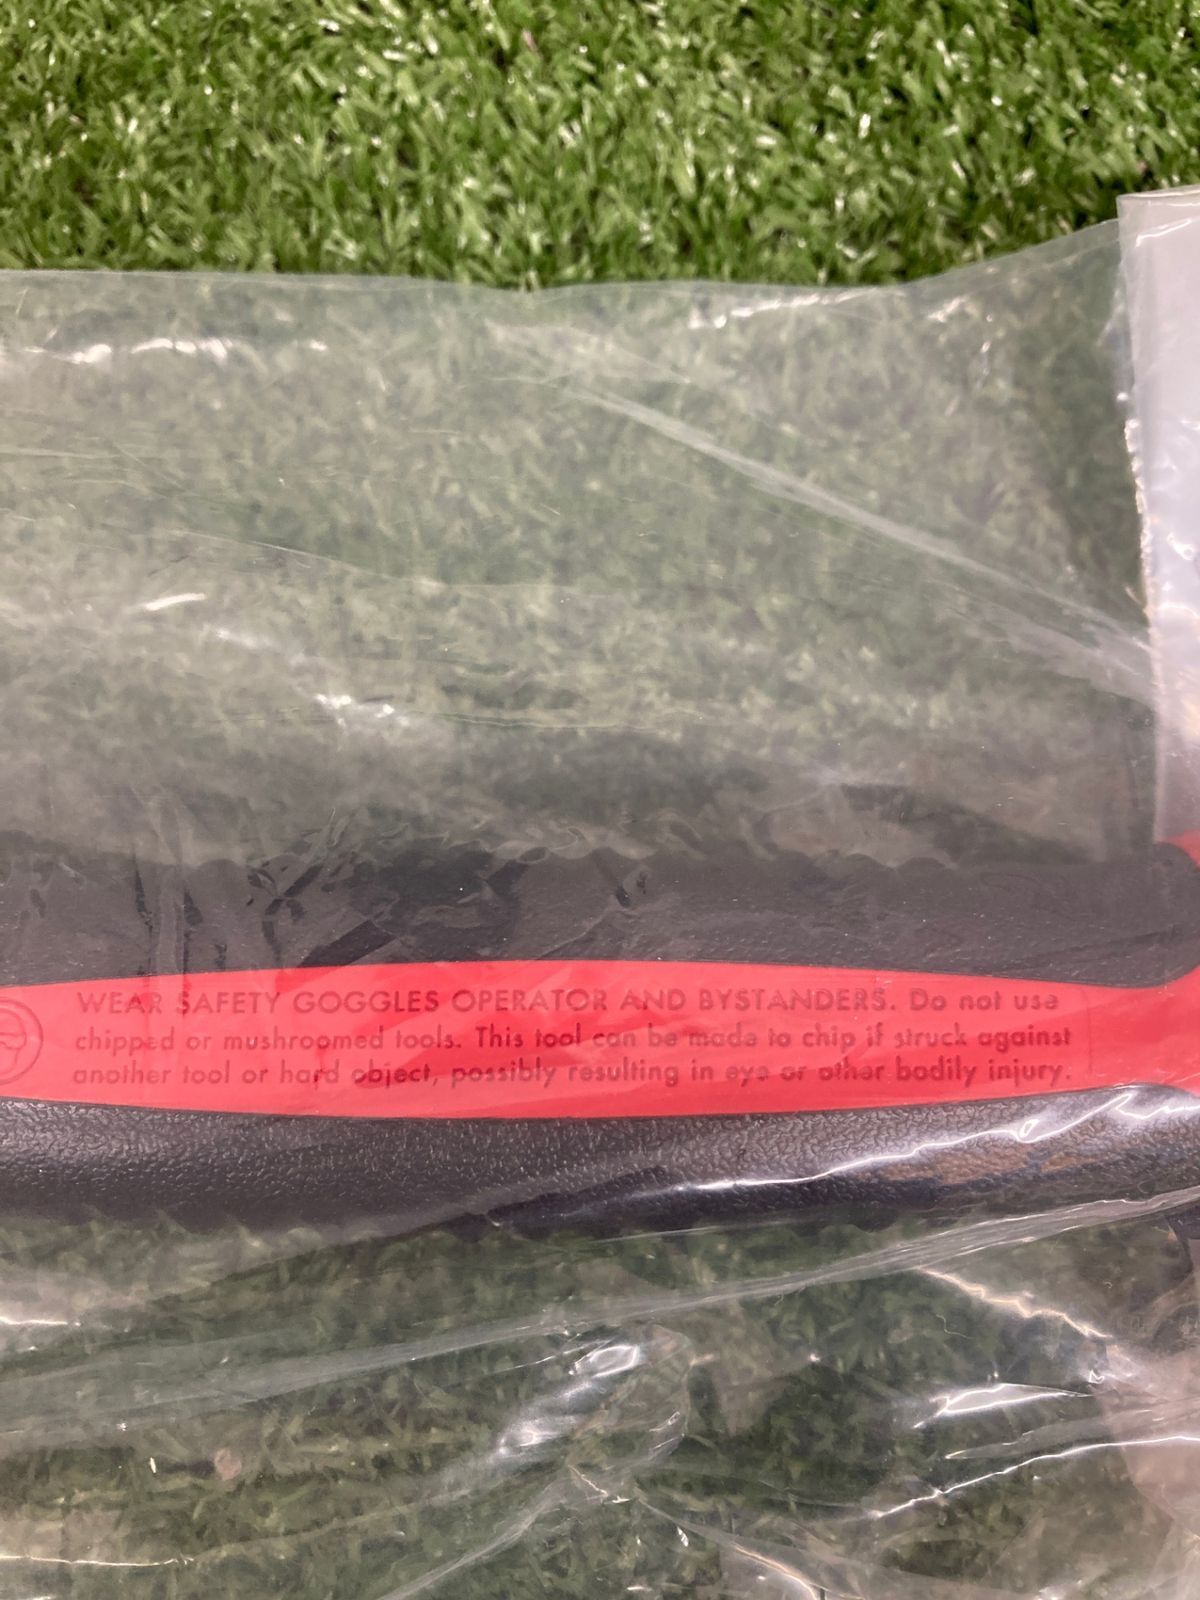 WEAR SAFETY GOGGLES OPERATOR AND BYSTANDERS. Do not use
chipped or mushroomed tools. This tool can be made to chip if struck against
another tool or hard object, possibly resulting in eye or other bodily injury.